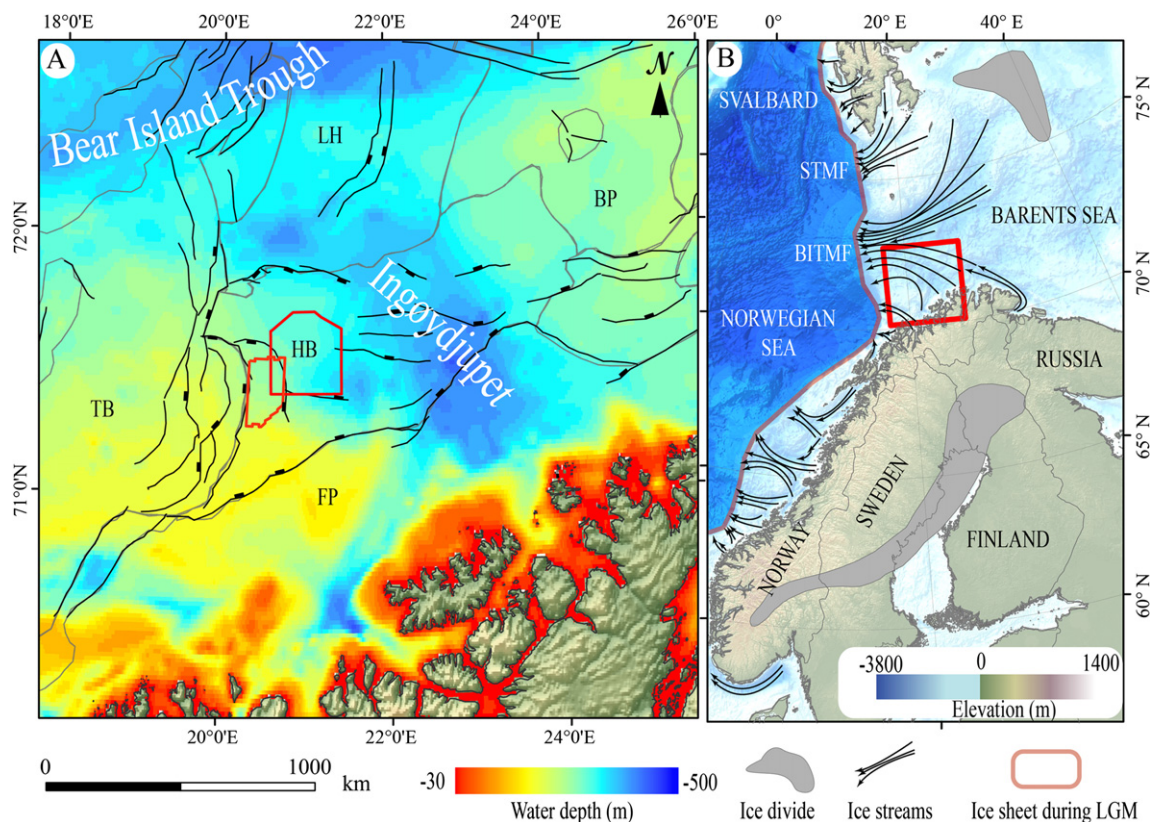 18°0'E 20°0'E 22°0'E 24°0'E 26°0'E
0° 20°E 40°E
A
N
Bear Island Trough
LH
BP
72°0'N
Ingøydjupet
HB
TB
FP
71°0'N
20°0'E 22°0'E 24°0'E
B
SVALBARD
STMF
BARENTS SEA
BITMF
NORWEGIAN
SEA
RUSSIA
SWEDEN
NORWAY
FINLAND
75°N
70°N
65°N
60°N
-3800 0 1400
Elevation (m)
0 1000
km
-30 -500
Water depth (m)
Ice divide
Ice streams
Ice sheet during LGM